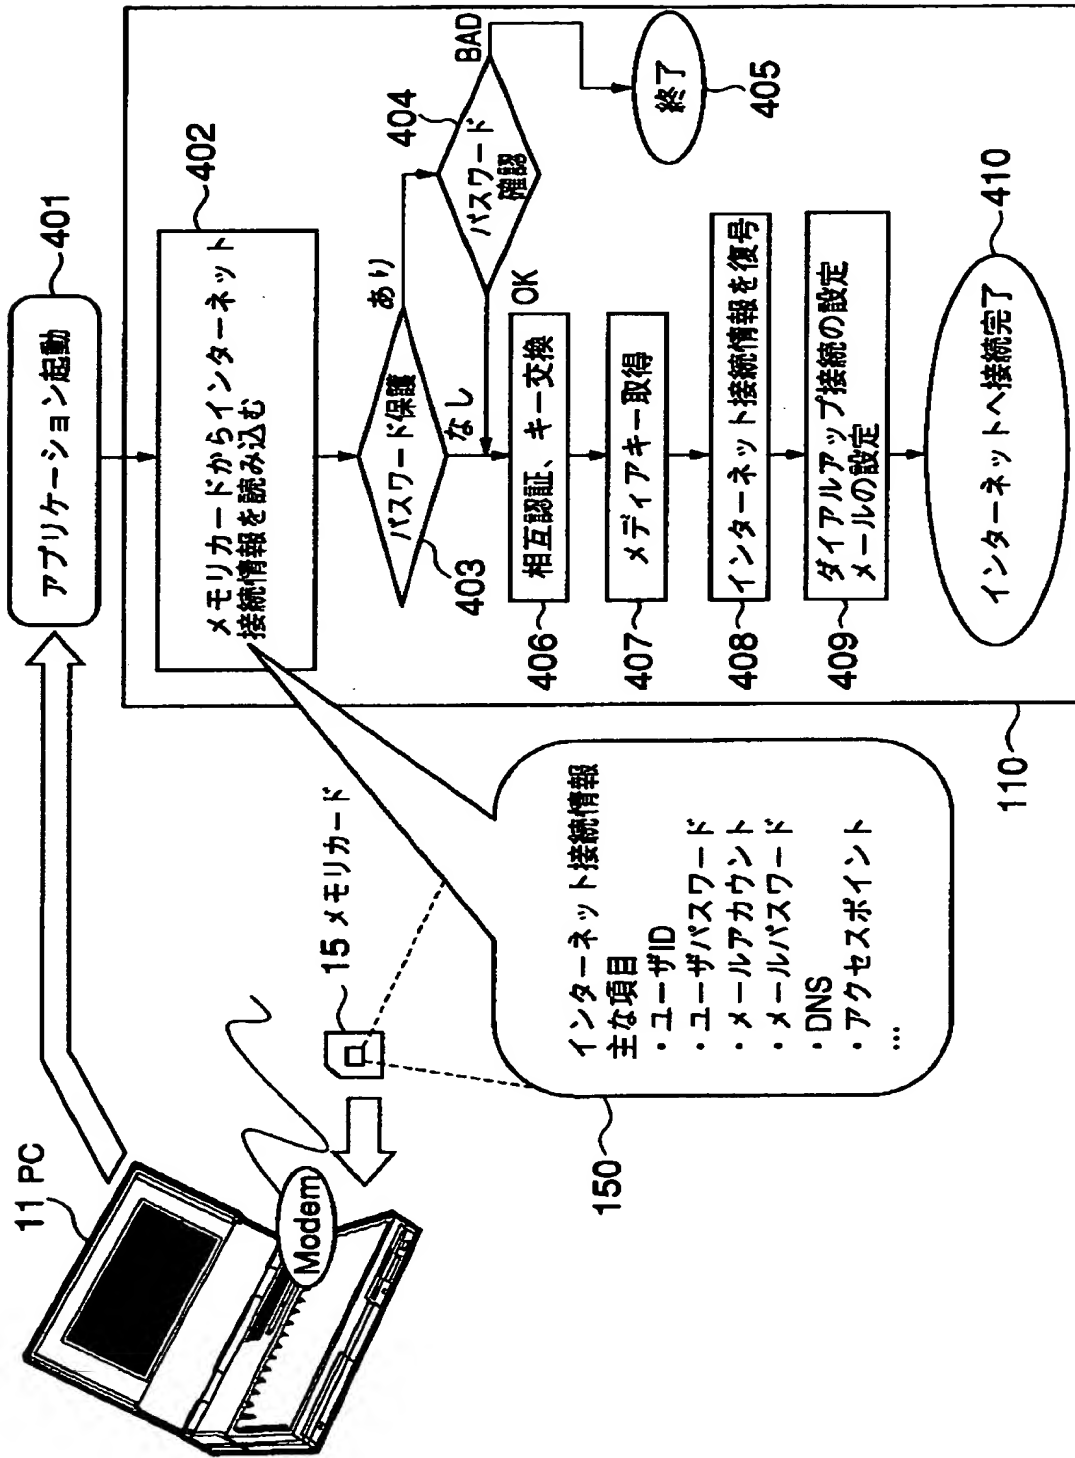 11 PC
Modem
15 メモリカード
アプリケーション起動
401
メモリカードからインターネット
接続情報を読み込む
402
パスワード保護
403
あり
なし
パスワード
確認
404
BAD
OK
終了
405
相互認証、キー交換
406
メディアキー取得
407
インターネット接続情報を復号
408
ダイアルアップ接続の設定
メールの設定
409
インターネットへ接続完了
410
110
インターネット接続情報
主な項目
・ユーザID
・ユーザパスワード
・メールアカウント
・メールパスワード
・DNS
・アクセスポイント
...
150